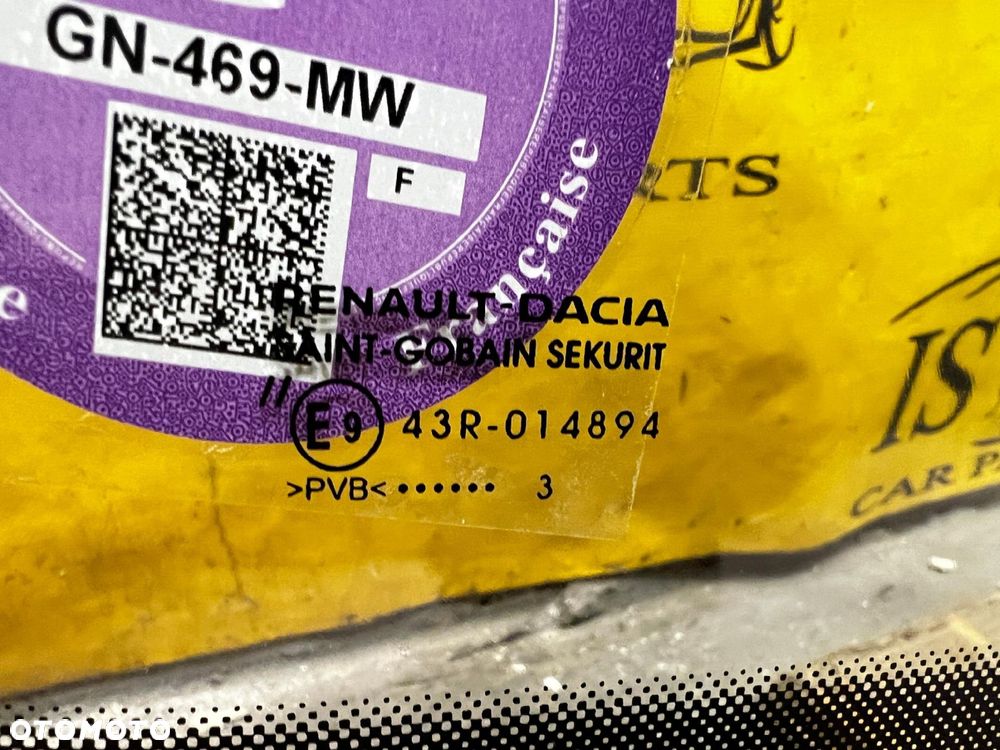 GN-469-MW
F
Française
e
RTS
RENAULT-DACIA
SAINT-GOBAIN SEKURIT
//
E9 43R-014894
>PVB<•••••• 3
IS
CAR P
OTOMOTO